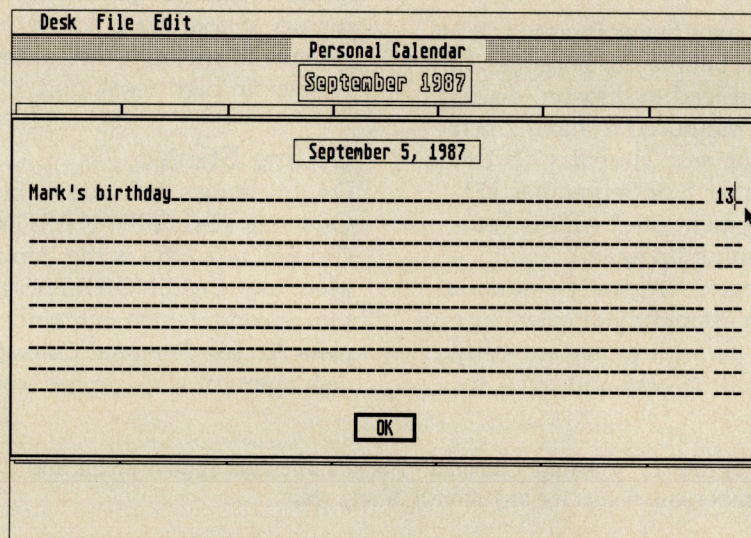 Desk File Edit
Personal Calendar
September 1987
September 5, 1987
Mark's birthday 13
OK